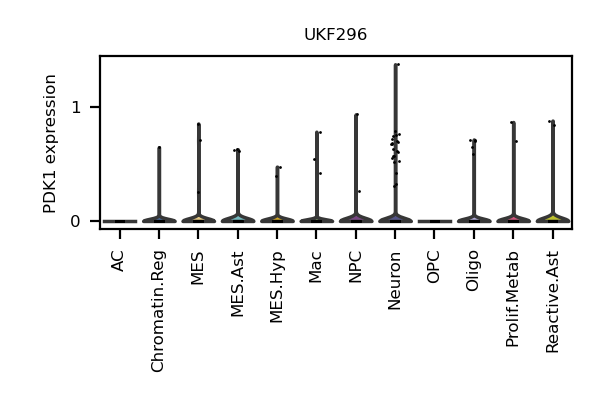 UKF296
PDK1 expression
1
0
AC
Chromatin.Reg
MES
MES.Ast
MES.Hyp
Mac
NPC
Neuron
OPC
Oligo
Prolif.Metab
Reactive.Ast